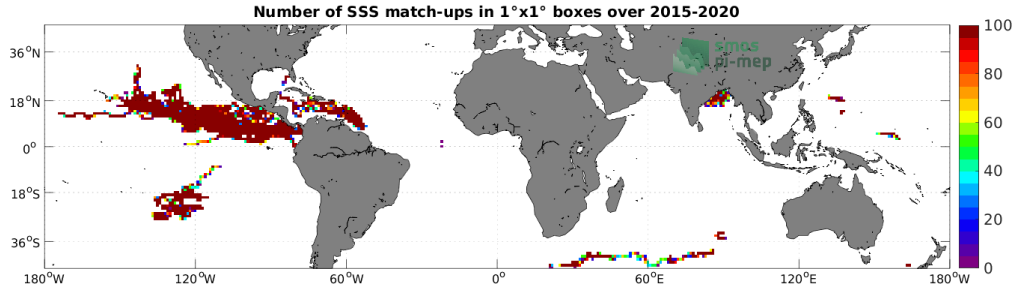 Number of SSS match-ups in 1°x1° boxes over 2015-2020
smos
pi-mep
36°N
18°N
0°
18°S
36°S
180°W
120°W
60°W
0°
60°E
120°E
180°W
100
80
60
40
20
0